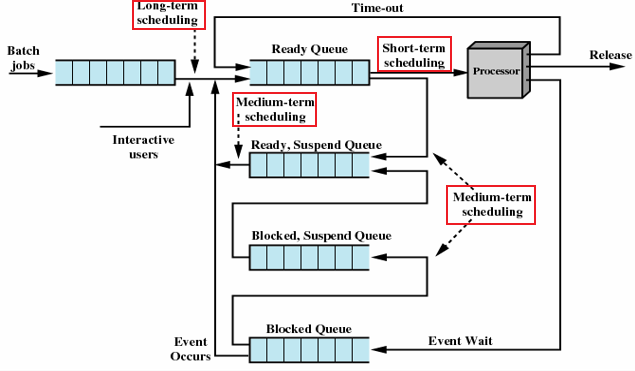 Long-term
scheduling
Time-out
Batch
jobs
Ready Queue
Short-term
scheduling
Processor
Release
Medium-term
scheduling
Interactive
users
Ready, Suspend Queue
Medium-term
scheduling
Blocked, Suspend Queue
Event
Occurs
Blocked Queue
Event Wait